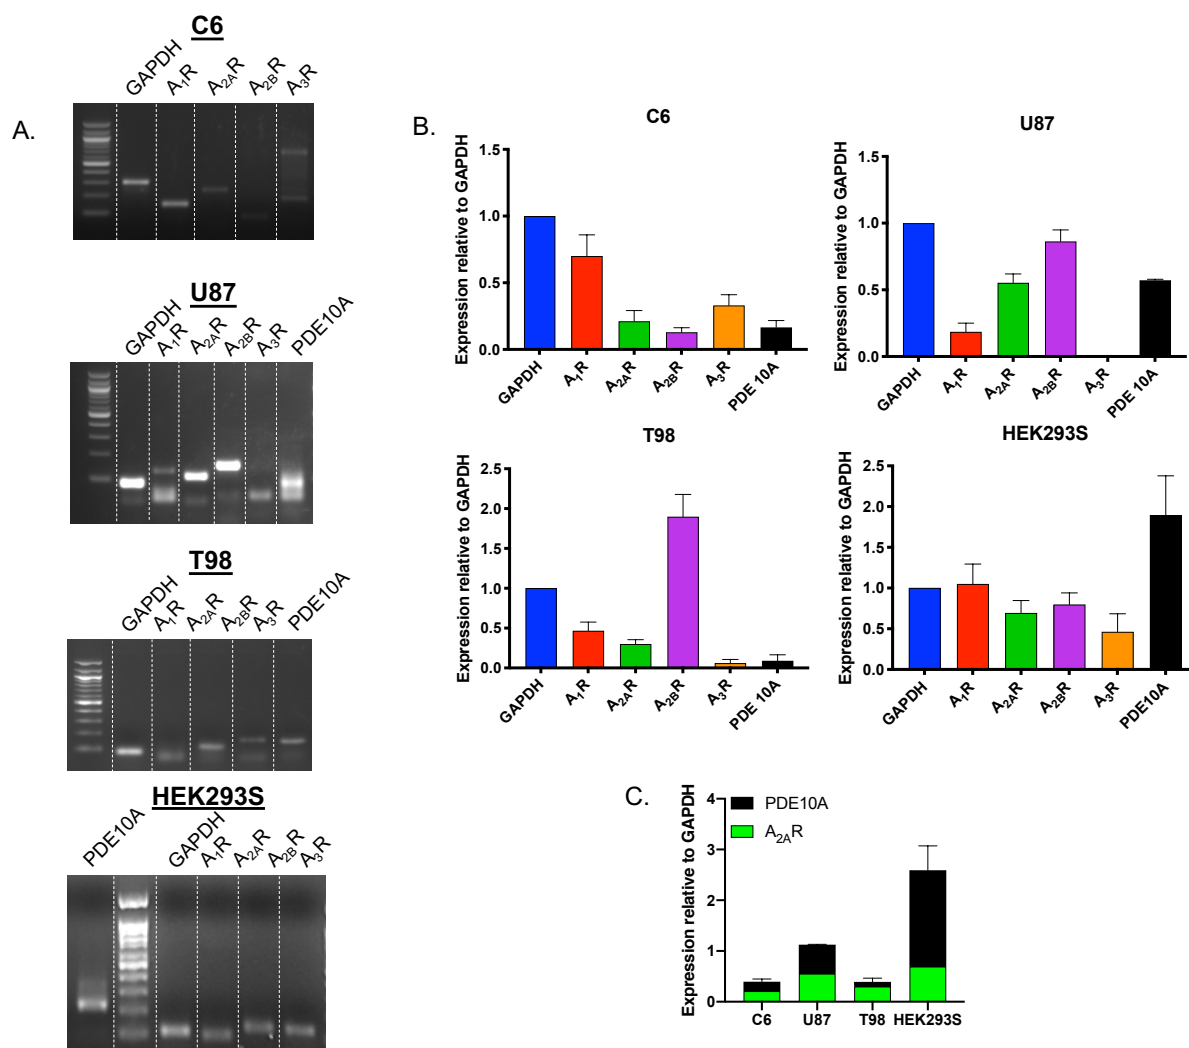 A.
C6
GAPDH A₁R A₂AR A₂BR A₃R
U87
GAPDH A₁R A₂AR A₂BR A₃R PDE10A
T98
GAPDH A₁R A₂AR A₂BR A₃R PDE10A
HEK293S
PDE10A GAPDH A₁R A₂AR A₂BR A₃R
B.
C6
Expression relative to GAPDH
1.5
1.0
0.5
0.0
GAPDH A₁R A₂AR A₂BR A₃R PDE 10A
U87
Expression relative to GAPDH
1.5
1.0
0.5
0.0
GAPDH A₁R A₂AR A₂BR A₃R PDE 10A
T98
Expression relative to GAPDH
2.5
2.0
1.5
1.0
0.5
0.0
GAPDH A₁R A₂AR A₂BR A₃R PDE 10A
HEK293S
Expression relative to GAPDH
2.5
2.0
1.5
1.0
0.5
0.0
GAPDH A₁R A₂AR A₂BR A₃R PDE10A
C.
Expression relative to GAPDH
4
3
2
1
0
PDE10A
A₂AR
C6 U87 T98 HEK293S